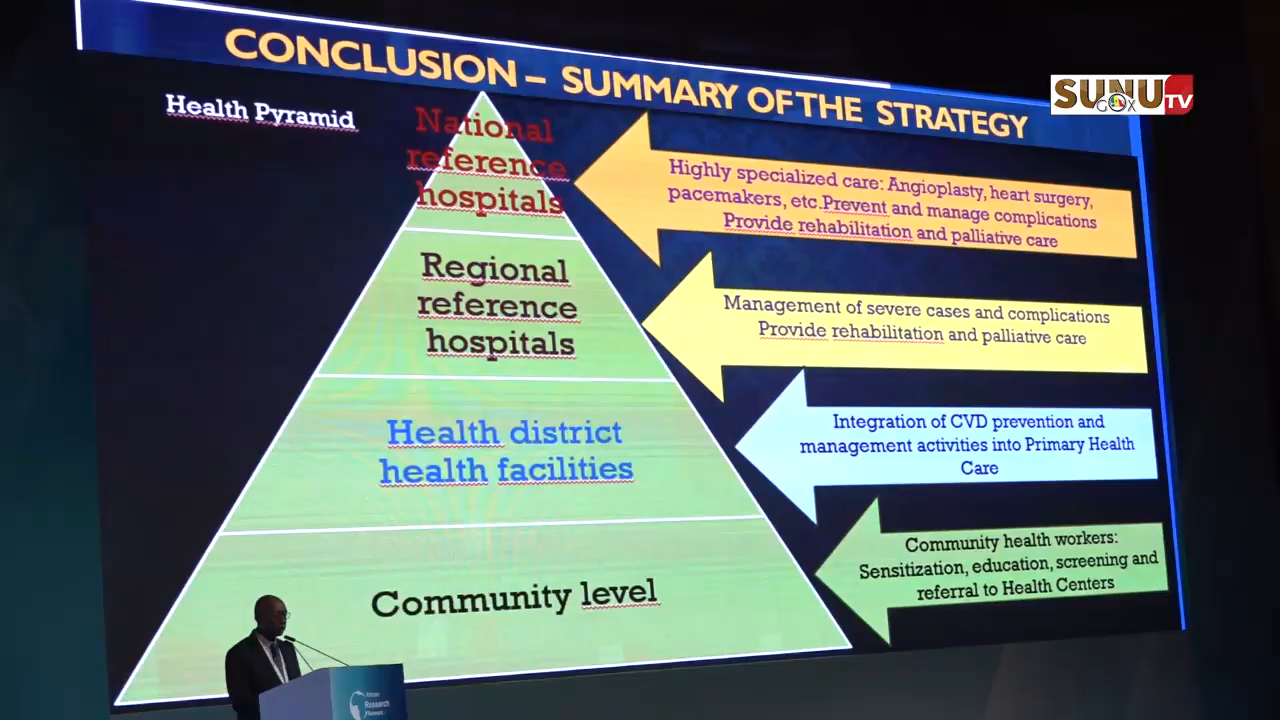 CONCLUSION – SUMMARY OF THE STRATEGY
SUNU
GOX
TV
Health Pyramid
National
reference
hospitals
Highly specialized care: Angioplasty, heart surgery,
pacemakers, etc.Prevent and manage complications
Provide rehabilitation and palliative care
Regional
reference
hospitals
Management of severe cases and complications
Provide rehabilitation and palliative care
Health district
health facilities
Integration of CVD prevention and
management activities into Primary Health
Care
Community level
Community health workers:
Sensitization, education, screening and
referral to Health Centers
African
Research